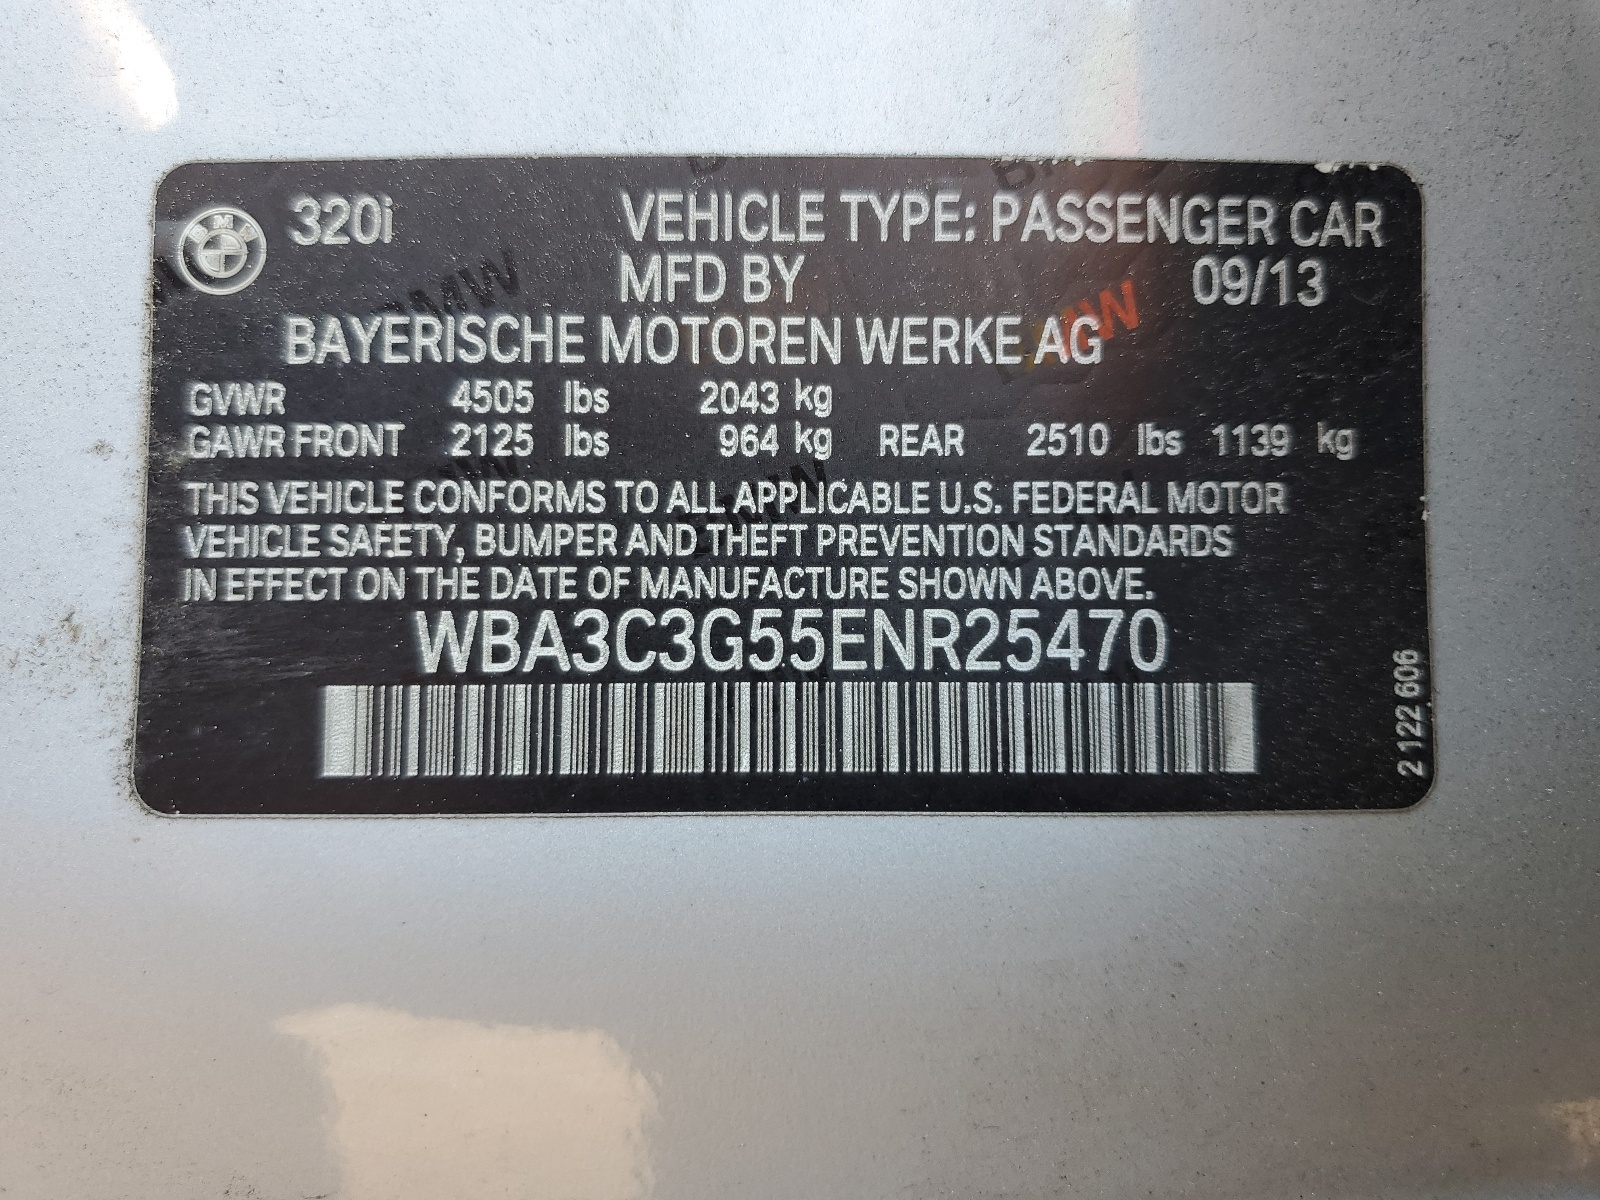 BMW 320i VEHICLE TYPE: PASSENGER CAR
MFD BY 09/13
BAYERISCHE MOTOREN WERKE AG
GVWR 4505 lbs 2043 kg
GAWR FRONT 2125 lbs 964 kg REAR 2510 lbs 1139 kg
THIS VEHICLE CONFORMS TO ALL APPLICABLE U.S. FEDERAL MOTOR
VEHICLE SAFETY, BUMPER AND THEFT PREVENTION STANDARDS
IN EFFECT ON THE DATE OF MANUFACTURE SHOWN ABOVE.
WBA3C3G55ENR25470
2 122 606